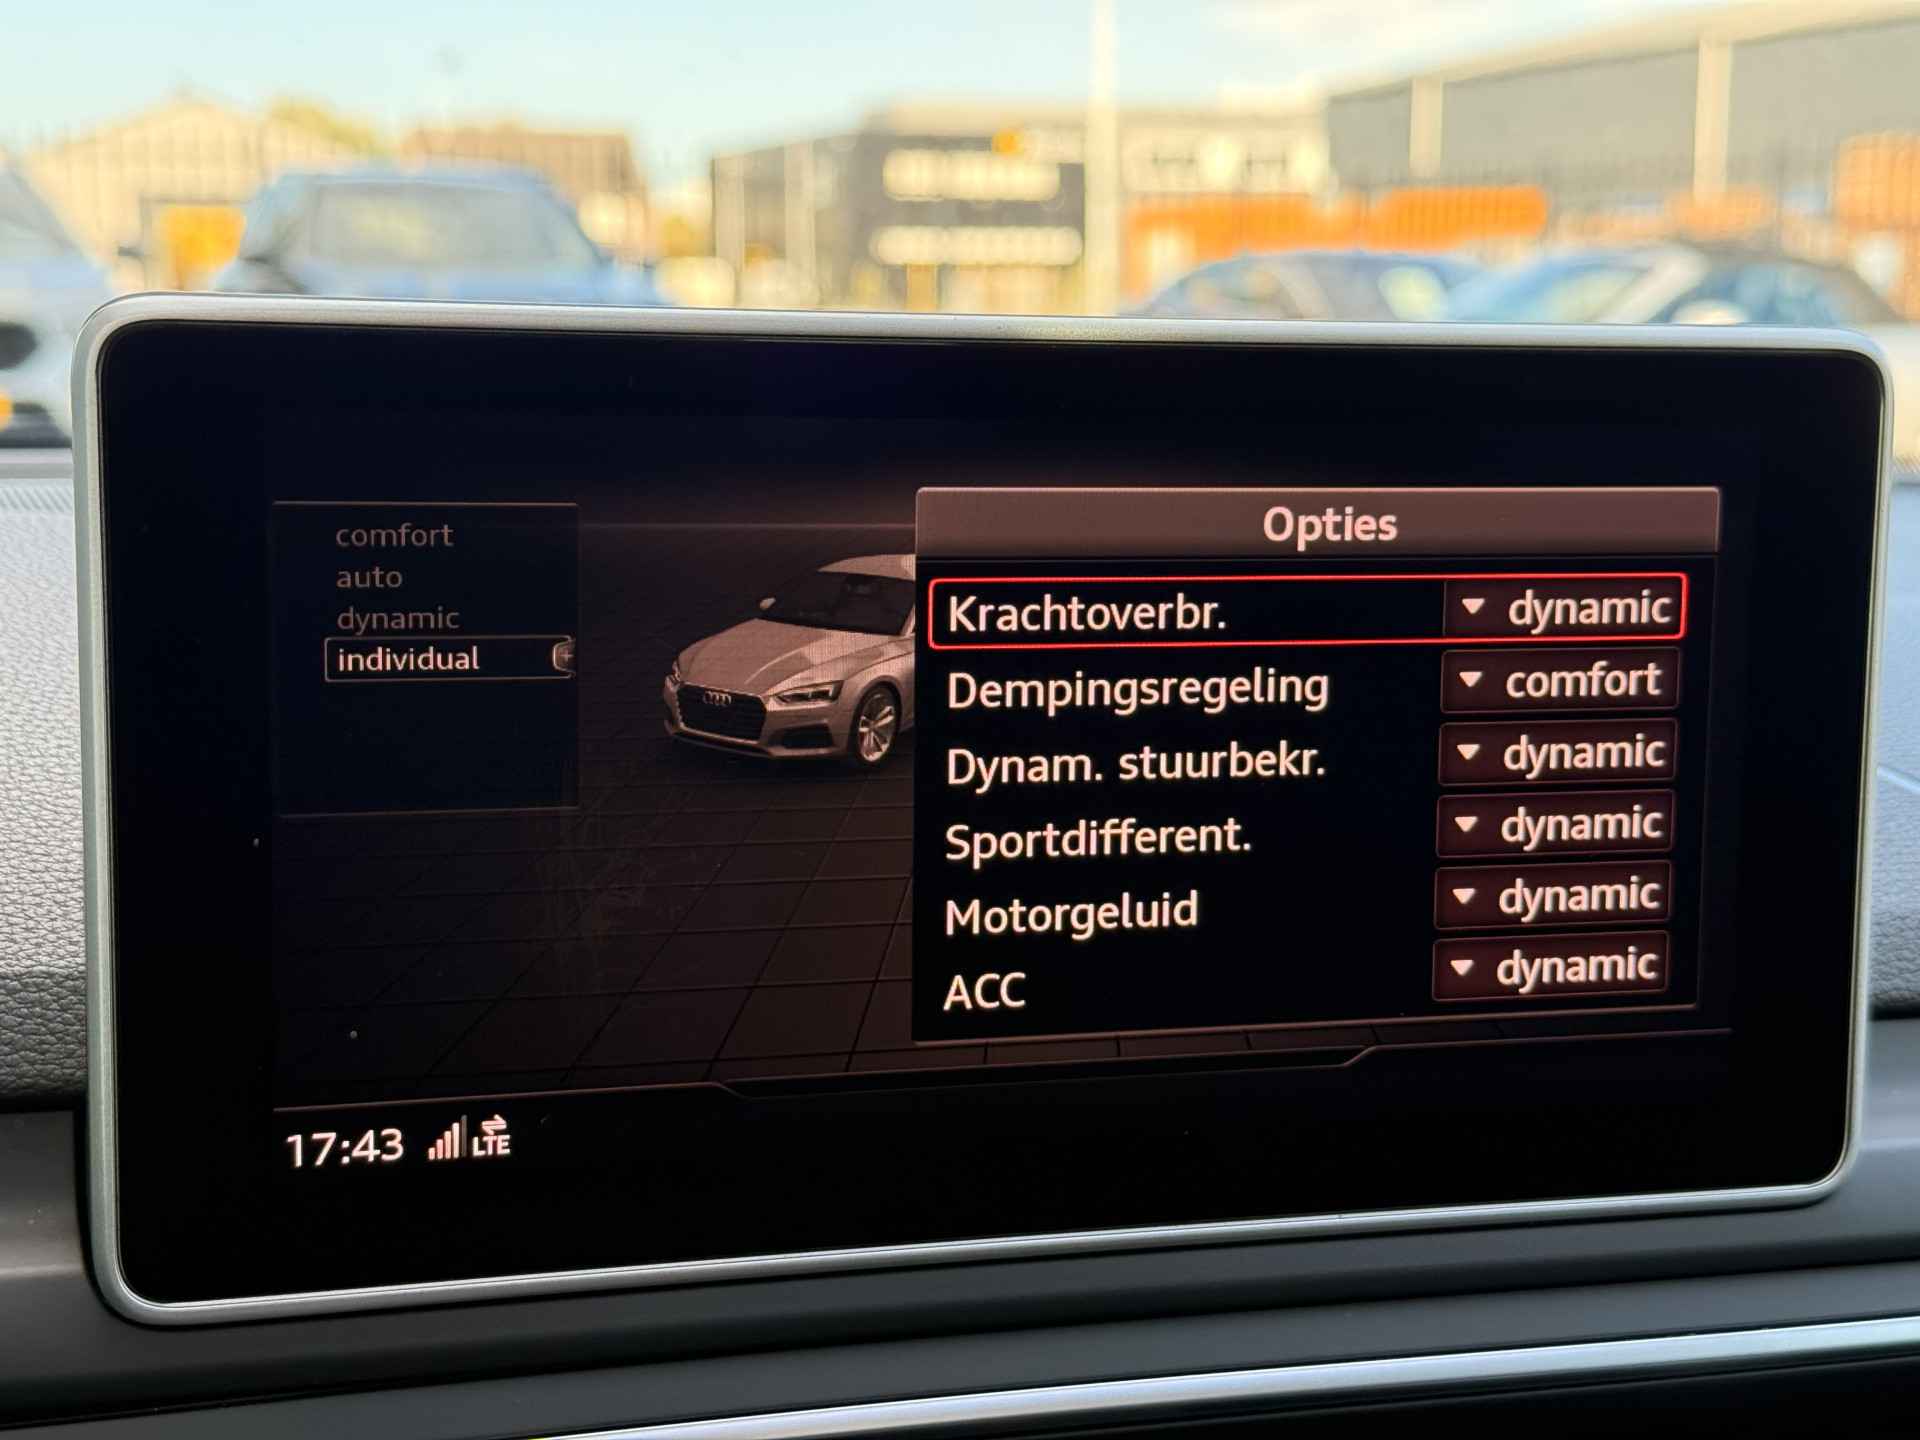 comfort
auto
dynamic
individual
Opties
Krachtoverbr. dynamic
Dempingsregeling comfort
Dynam. stuurbekr. dynamic
Sportdifferent. dynamic
Motorgeluid dynamic
ACC dynamic
17:43 LTE